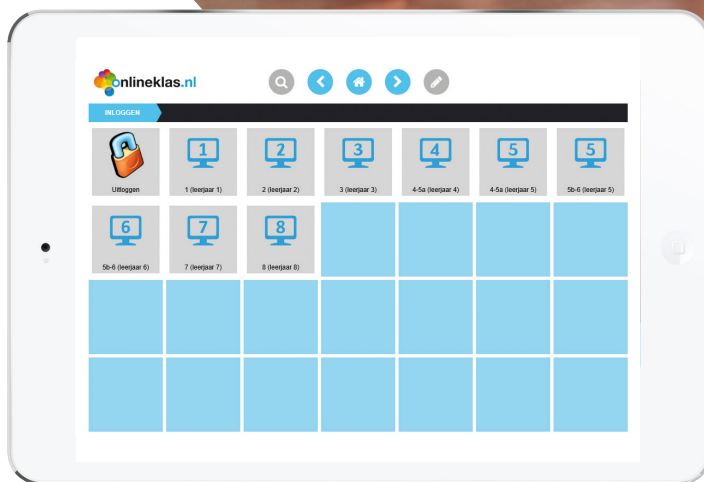 onlineklas.nl
INLOGGEN
1 2 3 4 5 5
Uitloggen 1 (leerjaar 1) 2 (leerjaar 2) 3 (leerjaar 3) 4-5a (leerjaar 4) 4-5a (leerjaar 5) 5b-6 (leerjaar 5)
6 7 8
5b-6 (leerjaar 6) 7 (leerjaar 7) 8 (leerjaar 8)